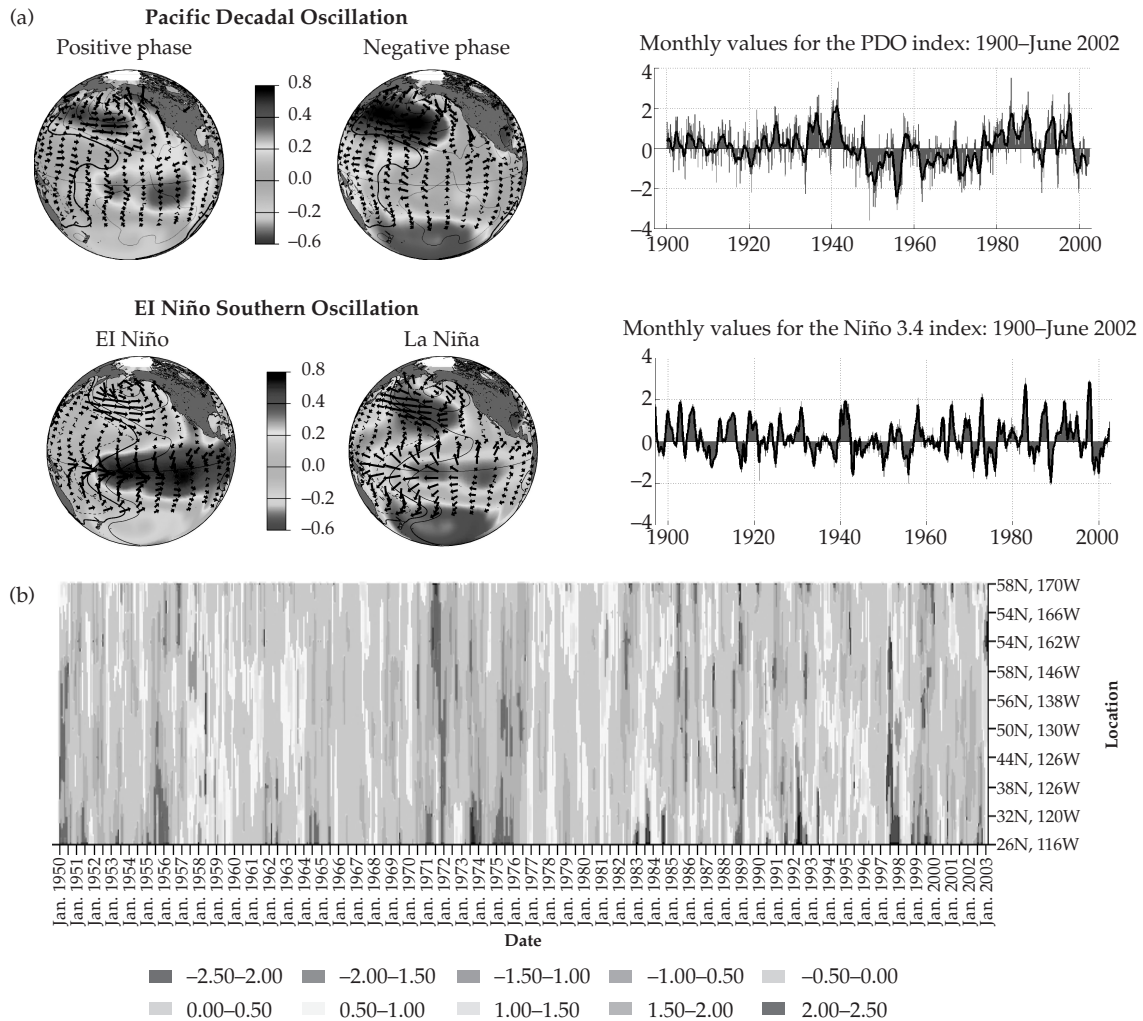 (a)
Pacific Decadal Oscillation
Positive phase
Negative phase
0.8
0.4
0.2
0.0
−0.2
−0.6
Monthly values for the PDO index: 1900–June 2002
4
2
0
−2
−4
1900 1920 1940 1960 1980 2000
EI Niño Southern Oscillation
EI Niño
La Niña
0.8
0.4
0.2
0.0
−0.2
−0.6
Monthly values for the Niño 3.4 index: 1900–June 2002
4
2
0
−2
−4
1900 1920 1940 1960 1980 2000
(b)
58N, 170W
54N, 166W
54N, 162W
58N, 146W
56N, 138W
50N, 130W
44N, 126W
38N, 126W
32N, 120W
26N, 116W
Location
Jan. 1950
Jan. 1951
Jan. 1952
Jan. 1953
Jan. 1954
Jan. 1955
Jan. 1956
Jan. 1957
Jan. 1958
Jan. 1959
Jan. 1960
Jan. 1961
Jan. 1962
Jan. 1963
Jan. 1964
Jan. 1965
Jan. 1966
Jan. 1967
Jan. 1968
Jan. 1969
Jan. 1970
Jan. 1971
Jan. 1972
Jan. 1973
Jan. 1974
Jan. 1975
Jan. 1976
Jan. 1977
Jan. 1978
Jan. 1979
Jan. 1980
Jan. 1981
Jan. 1982
Jan. 1983
Jan. 1984
Jan. 1985
Jan. 1986
Jan. 1987
Jan. 1988
Jan. 1989
Jan. 1990
Jan. 1991
Jan. 1992
Jan. 1993
Jan. 1994
Jan. 1995
Jan. 1996
Jan. 1997
Jan. 1998
Jan. 1999
Jan. 2000
Jan. 2001
Jan. 2002
Jan. 2003
Date
−2.50–2.00 −2.00–1.50 −1.50–1.00 −1.00–0.50 −0.50–0.00
0.00–0.50 0.50–1.00 1.00–1.50 1.50–2.00 2.00–2.50